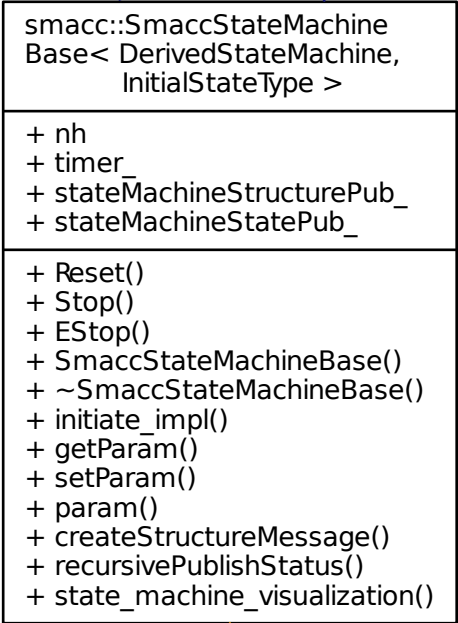 smacc::SmaccStateMachine
Base< DerivedStateMachine,
InitialStateType >
+ nh
+ timer_
+ stateMachineStructurePub_
+ stateMachineStatePub_
+ Reset()
+ Stop()
+ EStop()
+ SmaccStateMachineBase()
+ ~SmaccStateMachineBase()
+ initiate_impl()
+ getParam()
+ setParam()
+ param()
+ createStructureMessage()
+ recursivePublishStatus()
+ state_machine_visualization()